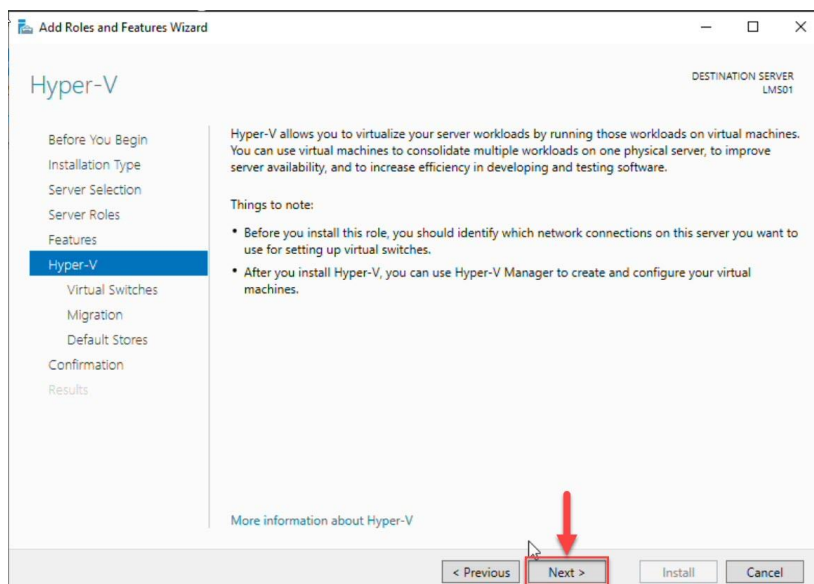 Add Roles and Features Wizard
Hyper-V
DESTINATION SERVER
LMS01
Before You Begin
Installation Type
Server Selection
Server Roles
Features
Hyper-V
Virtual Switches
Migration
Default Stores
Confirmation
Results
Hyper-V allows you to virtualize your server workloads by running those workloads on virtual machines.
You can use virtual machines to consolidate multiple workloads on one physical server, to improve
server availability, and to increase efficiency in developing and testing software.
Things to note:
• Before you install this role, you should identify which network connections on this server you want to
use for setting up virtual switches.
• After you install Hyper-V, you can use Hyper-V Manager to create and configure your virtual
machines.
More information about Hyper-V
< Previous
Next >
Install
Cancel